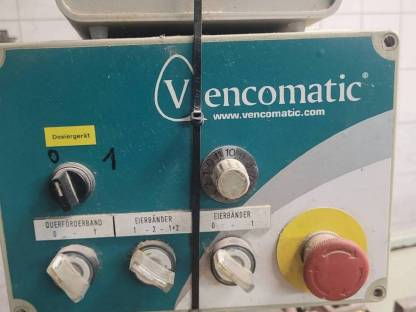 Vencomatic®
www.vencomatic.com
Dosiergerät
0 1
QUERFÖRDERBAND
0 - - 1
EIERBÄNDER
1 - 2 - 1+2
EIERBÄNDER
0 - - 1